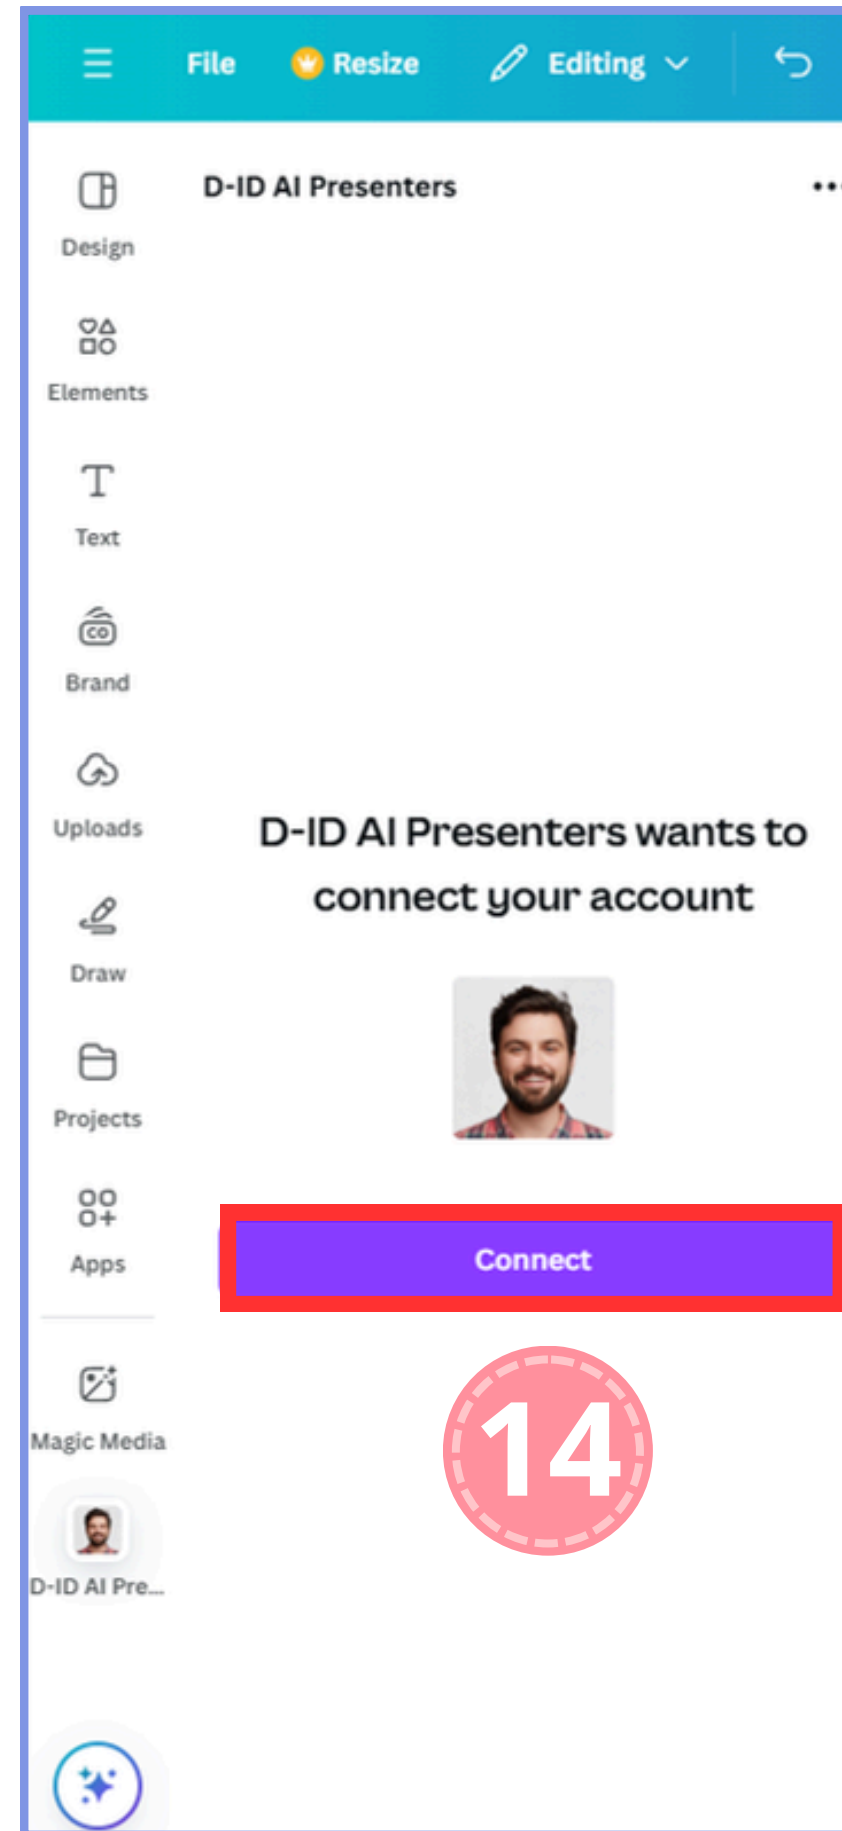 File
Resize
Editing
D-ID AI Presenters
Design
Elements
Text
CO
Brand
Uploads
D-ID AI Presenters wants to
connect your account
Draw
Projects
Apps
Connect
14
Magic Media
D-ID AI Pre...